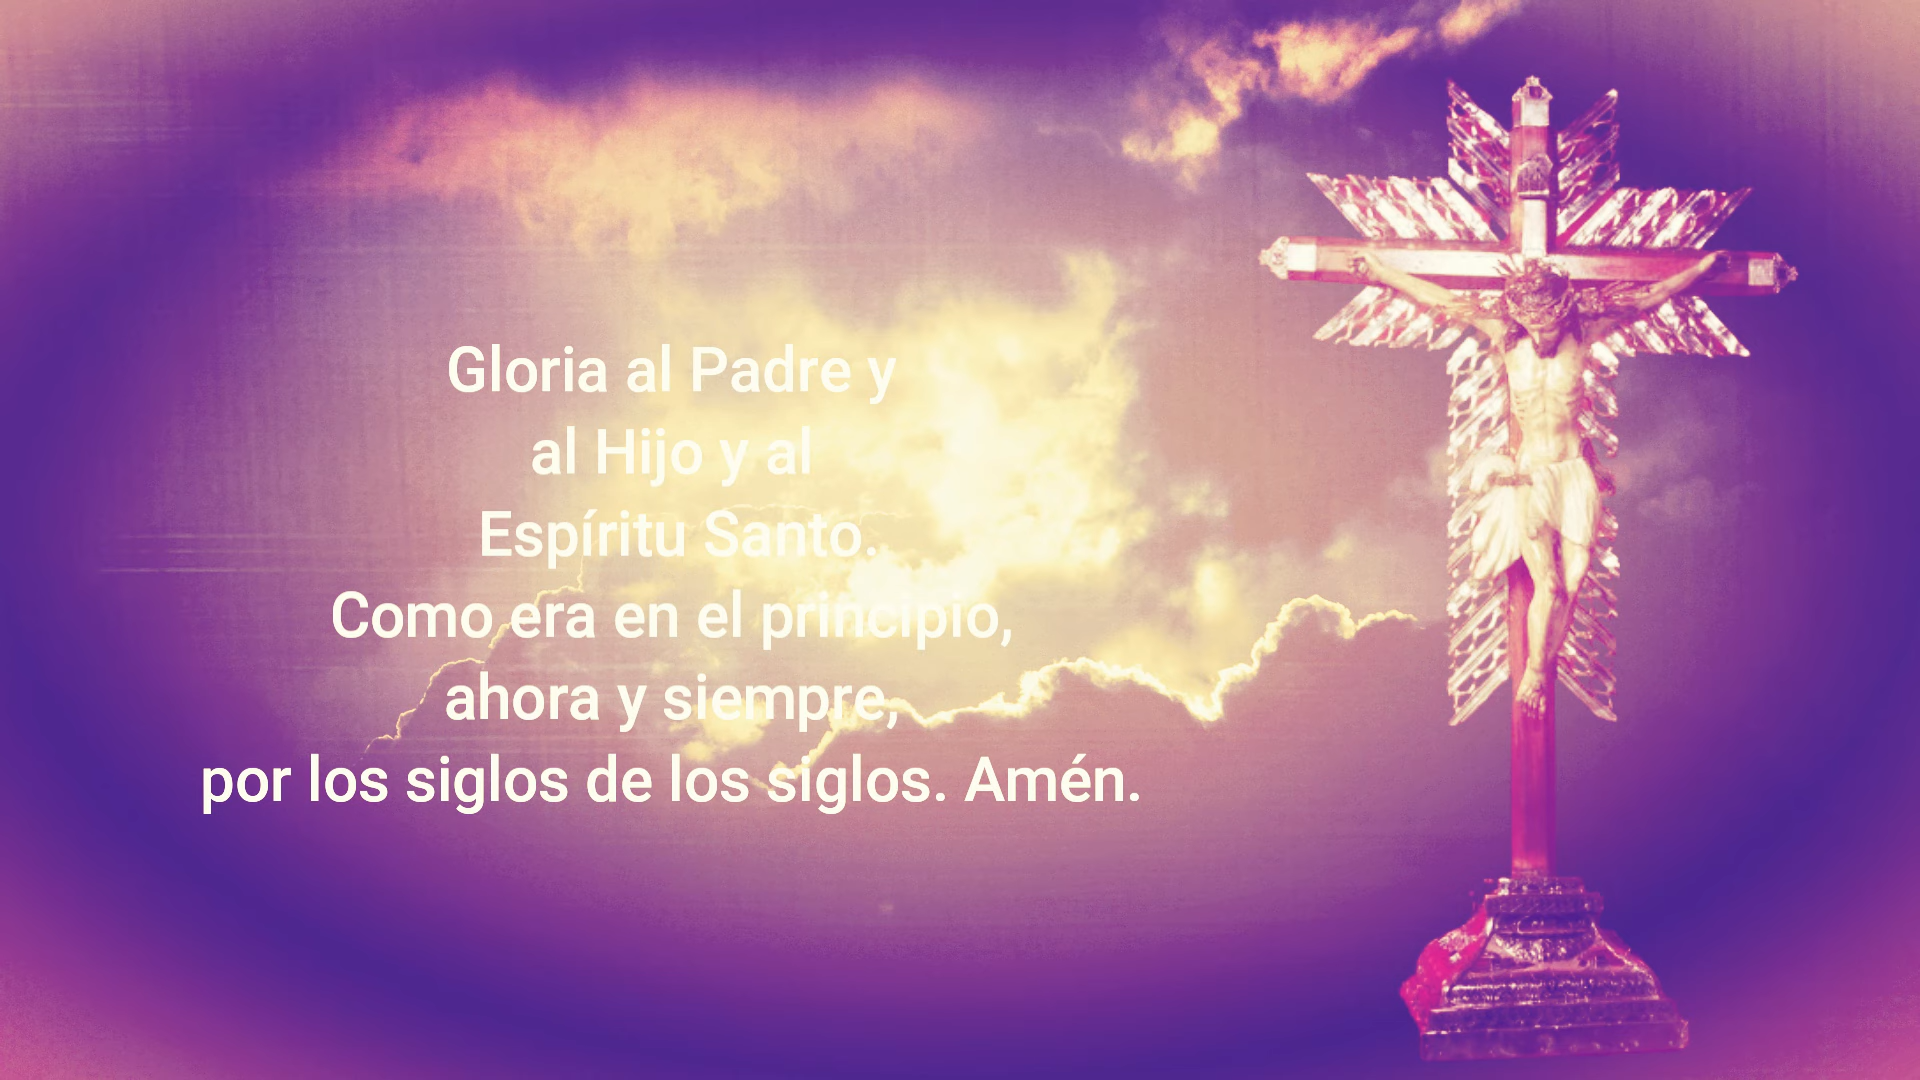 Gloria al Padre y
al Hijo y al
Espíritu Santo.
Como era en el principio,
ahora y siempre,
por los siglos de los siglos. Amén.